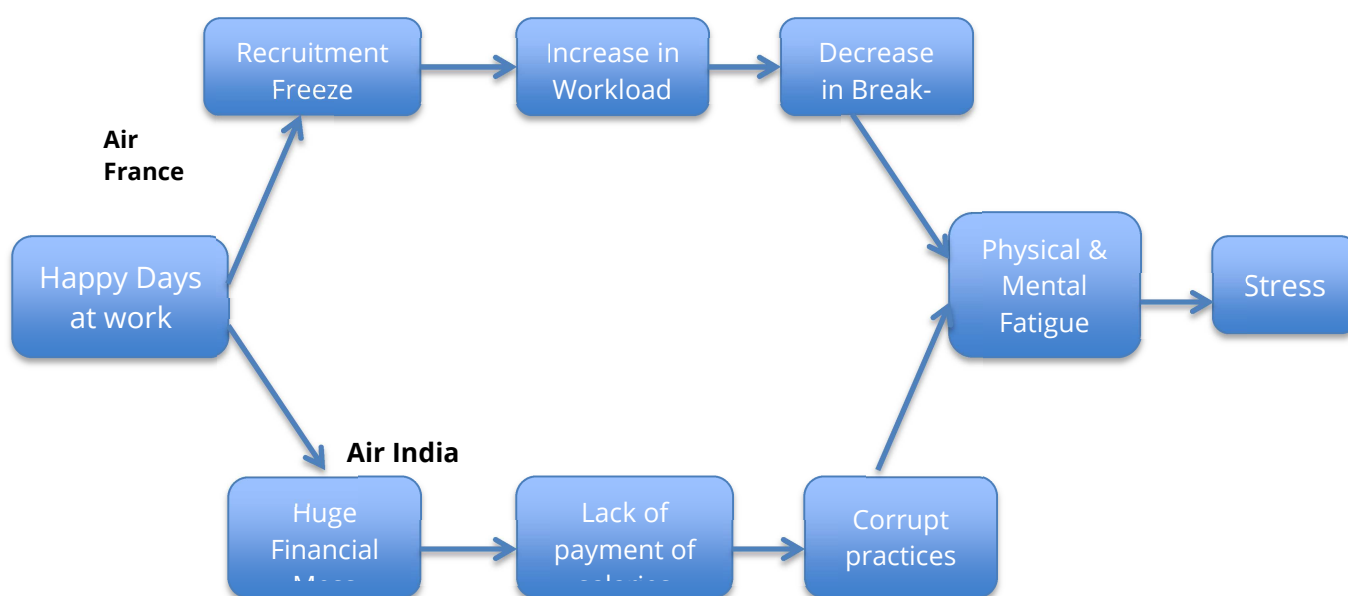 Recruitment
Freeze
Increase in
Workload
Decrease
in Break-
Air
France
Happy Days
at work
Physical &
Mental
Fatigue
Stress
Air India
Huge
Financial
Lack of
payment of
Corrupt
practices